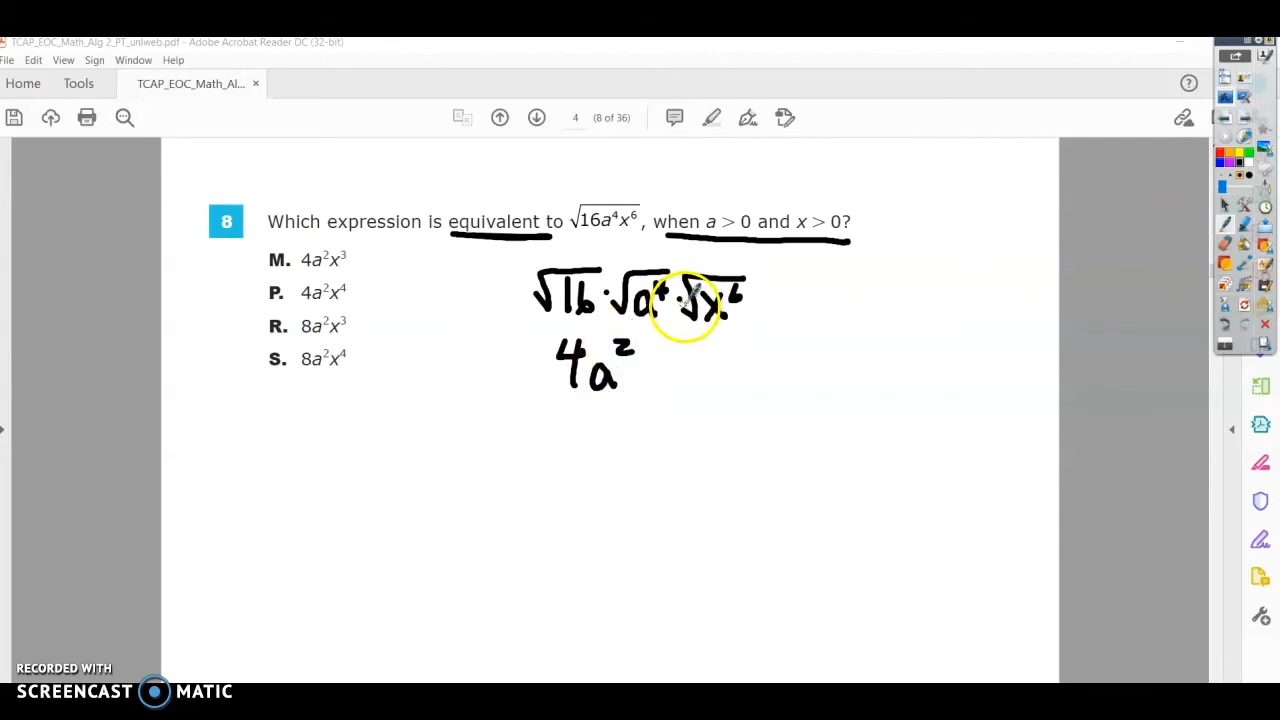 TCAP_EOC_Math_Alg 2_PT_unlweb.pdf - Adobe Acrobat Reader DC (32-bit)
File Edit View Sign Window Help
Home Tools TCAP_EOC_Math_Al... ×
4 (8 of 36)
8 Which expression is equivalent to √16a⁴x⁶, when a > 0 and x > 0?
M. 4a²x³
P. 4a²x⁴
R. 8a²x³
S. 8a²x⁴
√16 · √a⁴ · √x⁶
4a²
RECORDED WITH
SCREENCAST MATIC